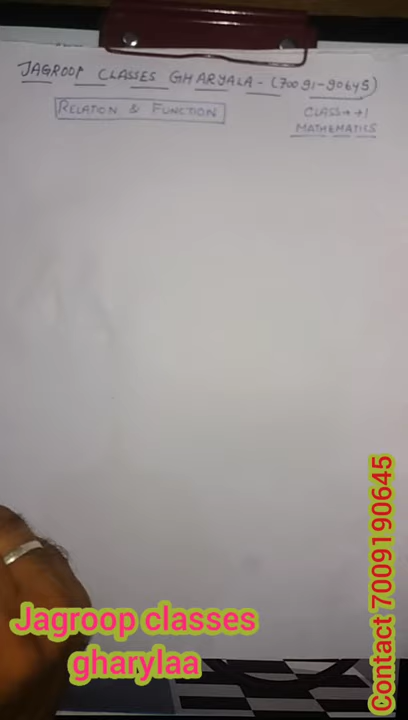 JAGROOP CLASSES GHARYALA - (70091-90645)
RELATION & FUNCTION
CLASS → +1
MATHEMATICS
Jagroop classes
gharylaa
Contact 7009190645